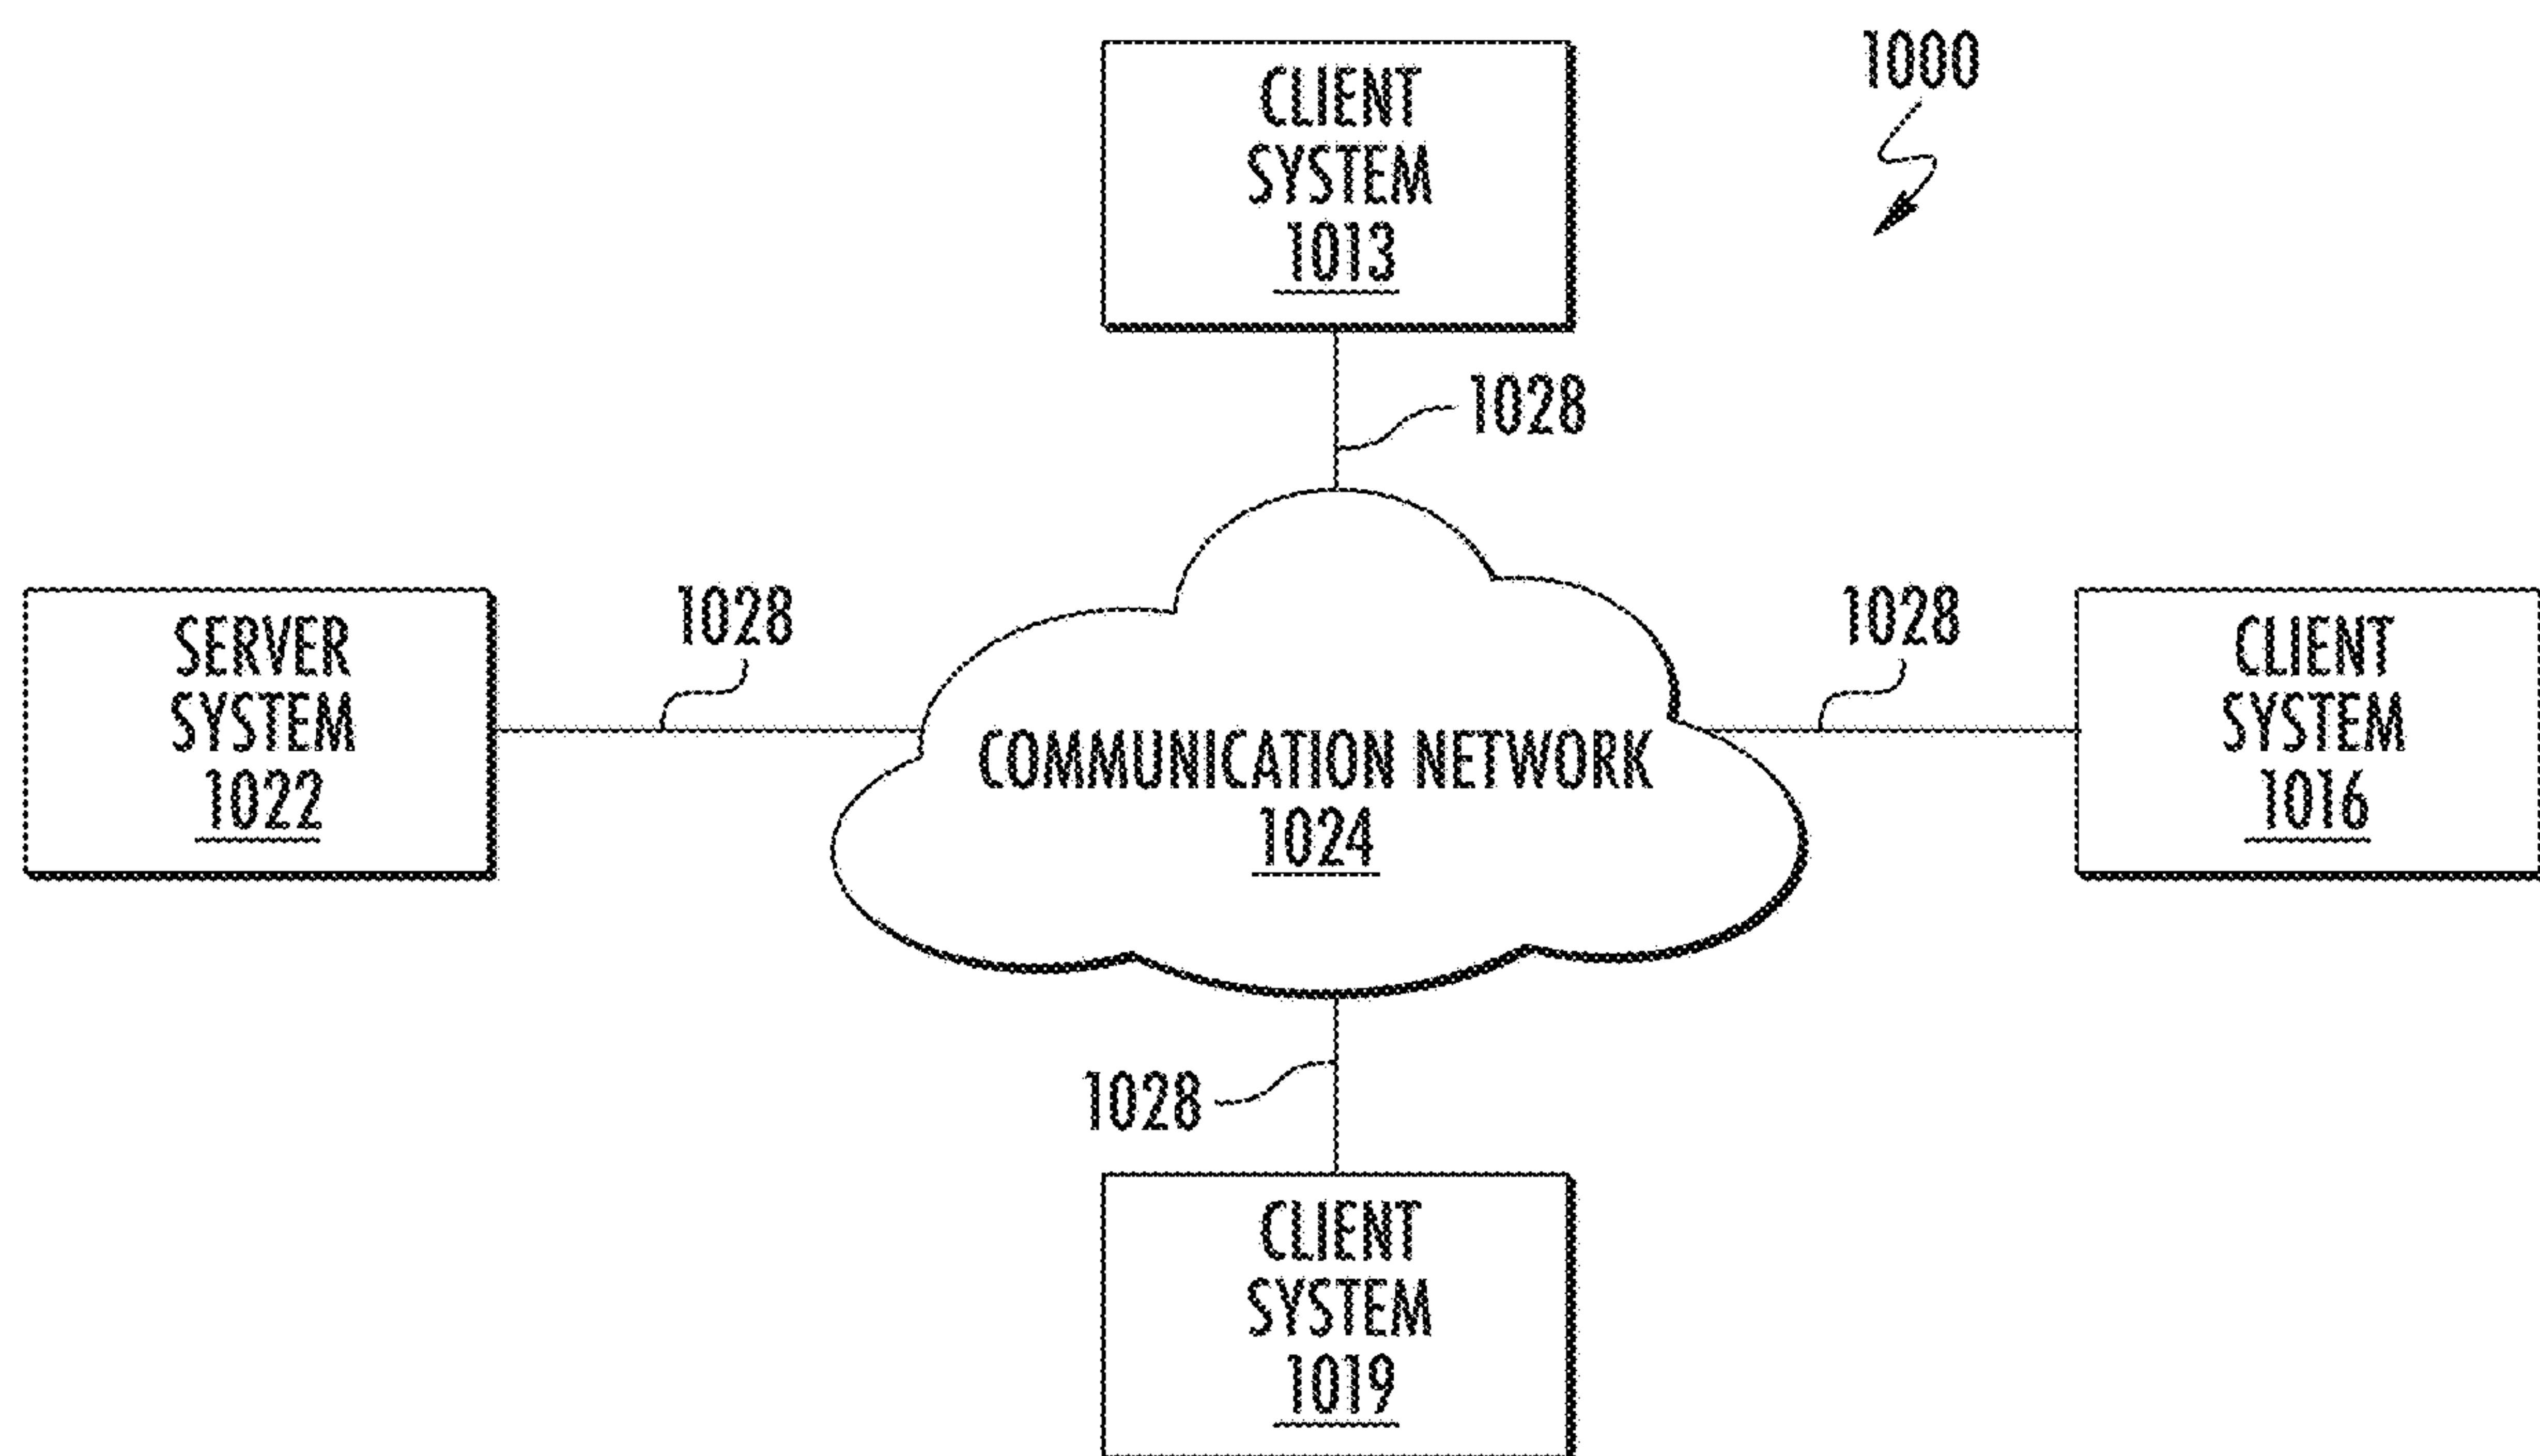 1000
CLIENT
SYSTEM
1013
1028
SERVER
SYSTEM
1022
1028
COMMUNICATION NETWORK
1024
1028
CLIENT
SYSTEM
1016
1028
CLIENT
SYSTEM
1019